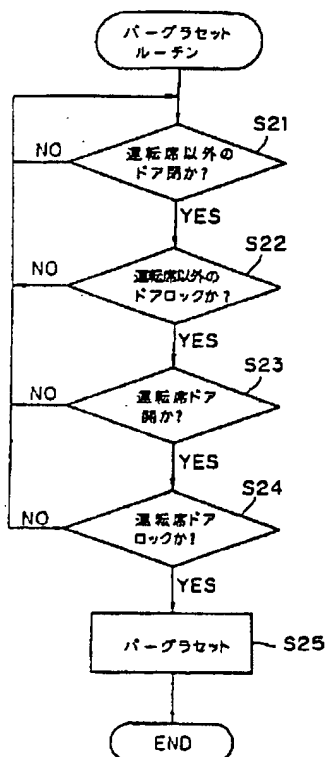 バーグラセット
ルーチン
S21
NO
運転席以外の
ドア閉か?
YES
S22
NO
運転席以外の
ドアロックか?
YES
S23
NO
運転席ドア
開か?
YES
S24
NO
運転席ドア
ロックか?
YES
バーグラセット
S25
END